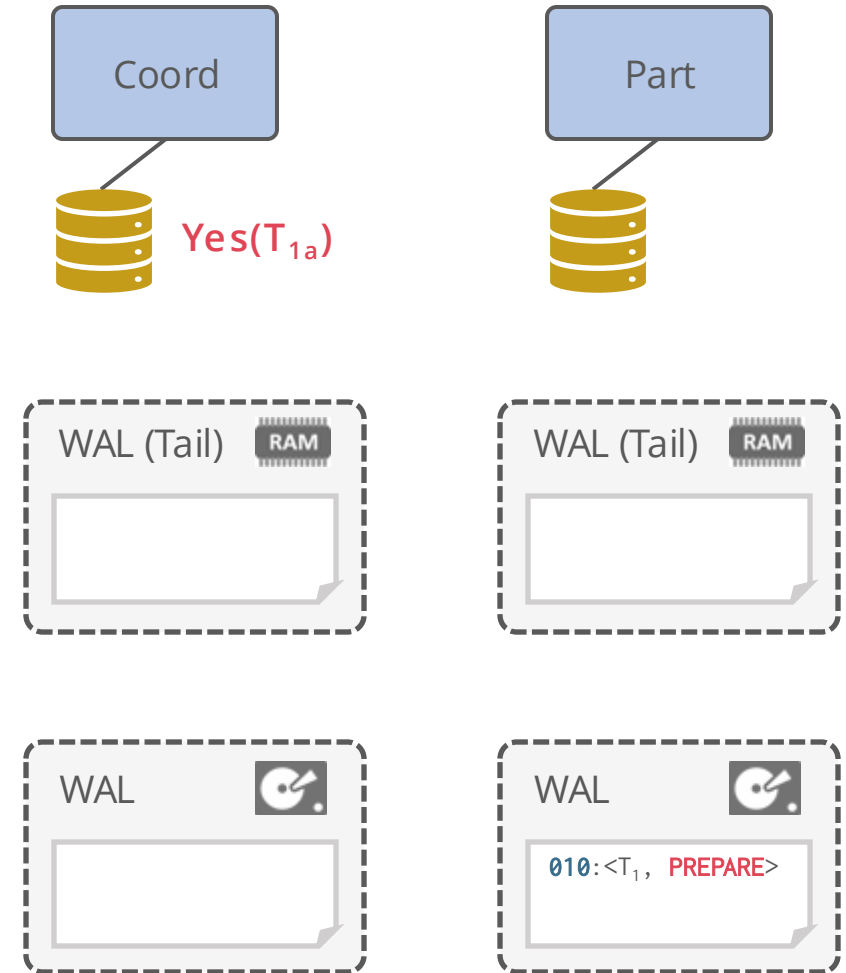 Coord
Part
Yes(T1a)
WAL (Tail) RAM
WAL (Tail) RAM
WAL
WAL
010:<T1, PREPARE>